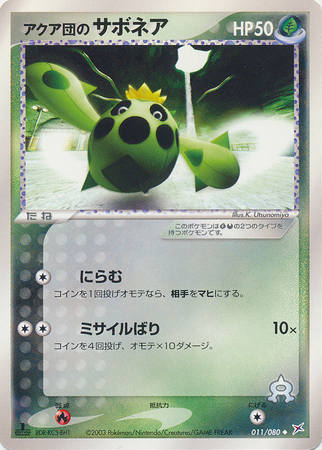 アクア団のサボネア HP50
たね
Illus.K. Utsunomiya
このポケモンは の2つのタイプを
持つポケモンです。
にらむ
コインを1回投げオモテなら、相手をマヒにする。
ミサイルばり 10×
コインを4回投げ、オモテ×10ダメージ。
弱点 抵抗力 にげる
©2003 Pokémon/Nintendo/Creatures/GAME FREAK
011/080